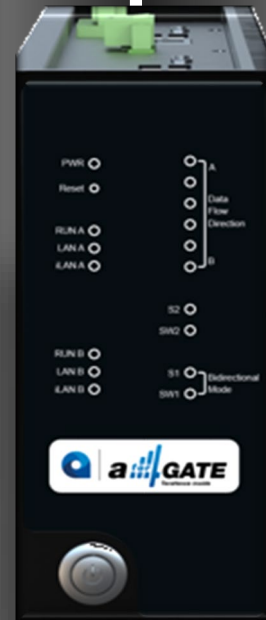 PWR
Reset
RUN A
LAN A
iLAN A
RUN B
LAN B
iLAN B
A
Data
Flow
Direction
B
S2
SW2
S1
SW1
Bidirectional
Mode
GATE